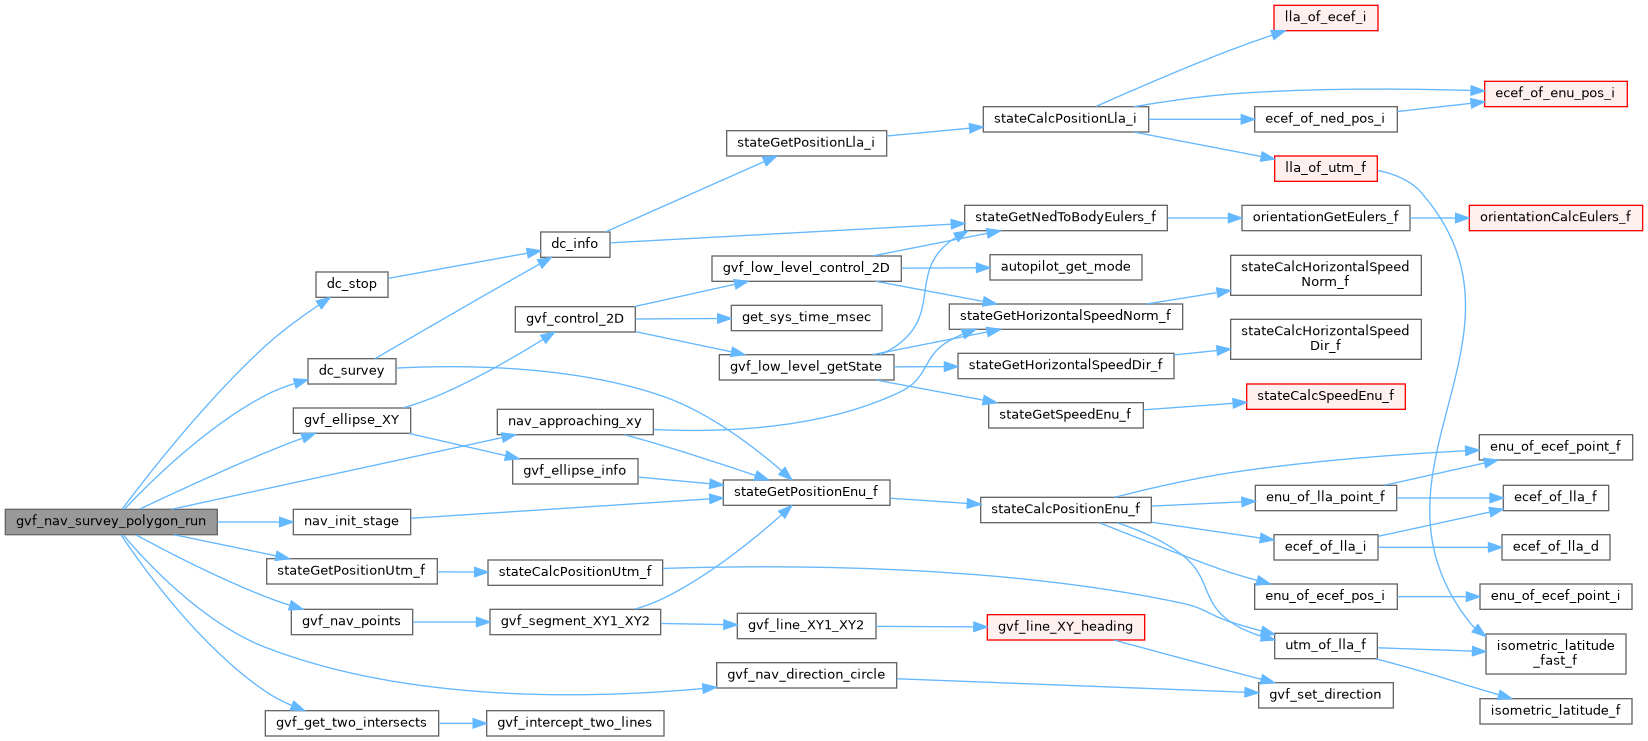 lla_of_ecef_i
ecef_of_enu_pos_i
stateCalcPositionLla_i
ecef_of_ned_pos_i
stateGetPositionLla_i
lla_of_utm_f
stateGetNedToBodyEulers_f
orientationGetEulers_f
orientationCalcEulers_f
dc_info
gvf_low_level_control_2D
autopilot_get_mode
stateCalcHorizontalSpeed
Norm_f
dc_stop
gvf_control_2D
get_sys_time_msec
stateGetHorizontalSpeedNorm_f
stateCalcHorizontalSpeed
Dir_f
dc_survey
gvf_low_level_getState
stateGetHorizontalSpeedDir_f
stateCalcSpeedEnu_f
gvf_ellipse_XY
nav_approaching_xy
stateGetSpeedEnu_f
enu_of_ecef_point_f
gvf_ellipse_info
stateGetPositionEnu_f
enu_of_lla_point_f
ecef_of_lla_f
gvf_nav_survey_polygon_run
nav_init_stage
stateCalcPositionEnu_f
ecef_of_lla_i
ecef_of_lla_d
stateGetPositionUtm_f
stateCalcPositionUtm_f
enu_of_ecef_pos_i
enu_of_ecef_point_i
gvf_nav_points
gvf_segment_XY1_XY2
gvf_line_XY1_XY2
gvf_line_XY_heading
utm_of_lla_f
isometric_latitude
_fast_f
gvf_nav_direction_circle
gvf_set_direction
isometric_latitude_f
gvf_get_two_intersects
gvf_intercept_two_lines